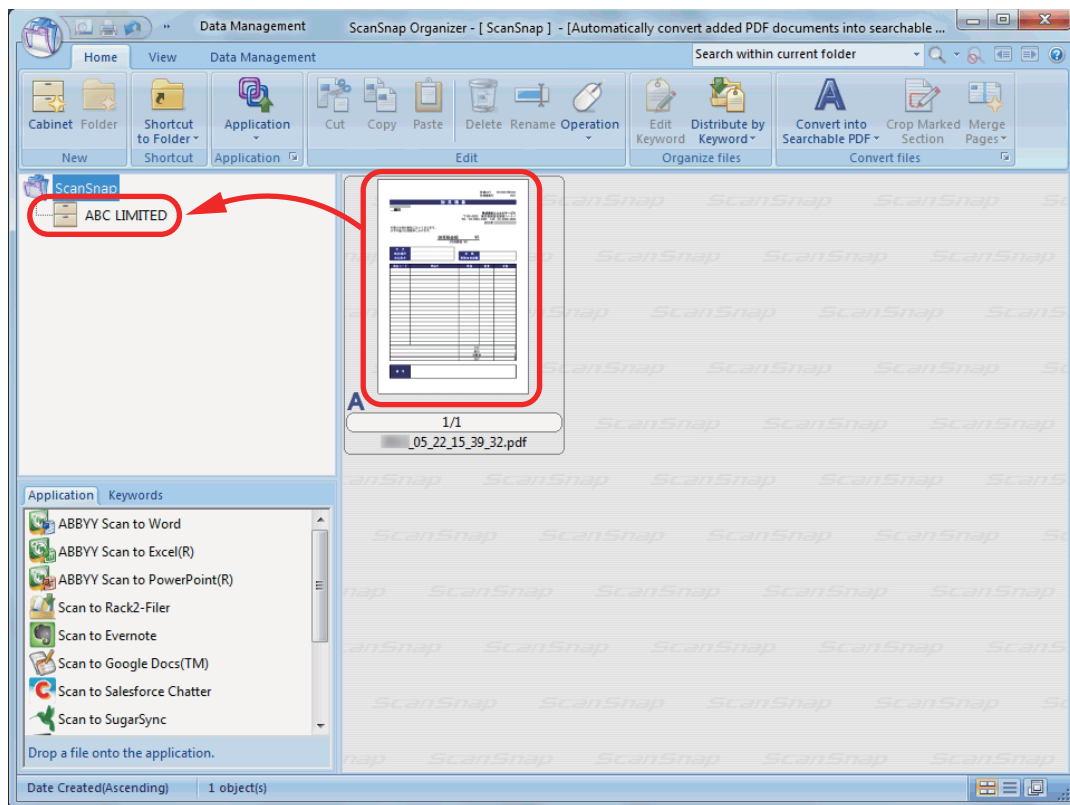 Data Management ScanSnap Organizer - [ ScanSnap ] - [Automatically convert added PDF documents into searchable ...
Home View Data Management Search within current folder
Cabinet Folder Shortcut to Folder Application Cut Copy Paste Delete Rename Operation Edit Keyword Distribute by Keyword Convert into Searchable PDF Crop Marked Section Merge Pages
New Shortcut Application Edit Organize files Convert files
ScanSnap
ABC LIMITED
A
1/1
_05_22_15_39_32.pdf
Application Keywords
ABBYY Scan to Word
ABBYY Scan to Excel(R)
ABBYY Scan to PowerPoint(R)
Scan to Rack2-Filer
Scan to Evernote
Scan to Google Docs(TM)
Scan to Salesforce Chatter
Scan to SugarSync
Drop a file onto the application.
Date Created(Ascending) 1 object(s)